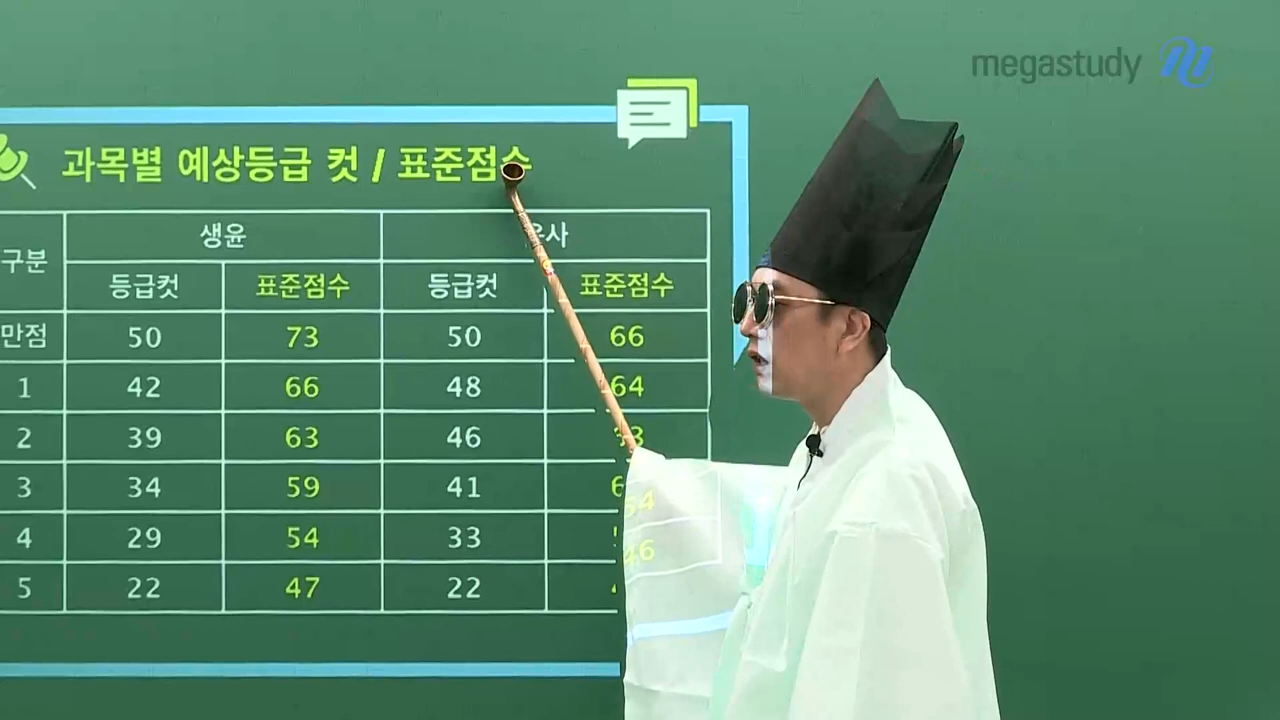 megastudy
과목별 예상등급 컷 / 표준점수
구분 생윤 윤사
등급컷 표준점수 등급컷 표준점수
만점 50 73 50 66
1 42 66 48 64
2 39 63 46
3 34 59 41
4 29 54 33
5 22 47 22